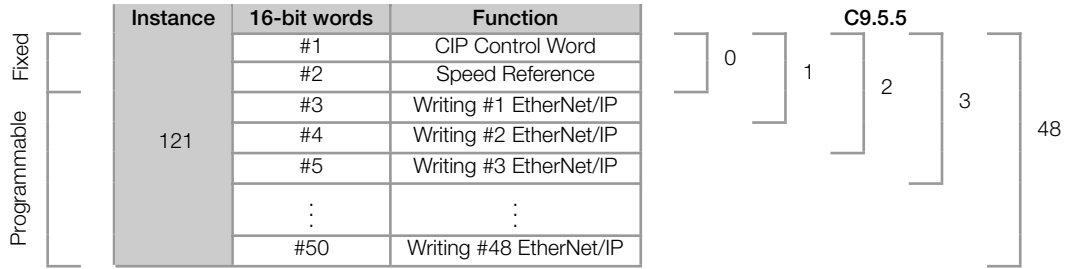 Instance 16-bit words Function C9.5.5
Fixed
#1 CIP Control Word
#2 Speed Reference
0
1
2
3
48
Programmable
121
#3 Writing #1 EtherNet/IP
#4 Writing #2 EtherNet/IP
#5 Writing #3 EtherNet/IP
⋮ ⋮
#50 Writing #48 EtherNet/IP